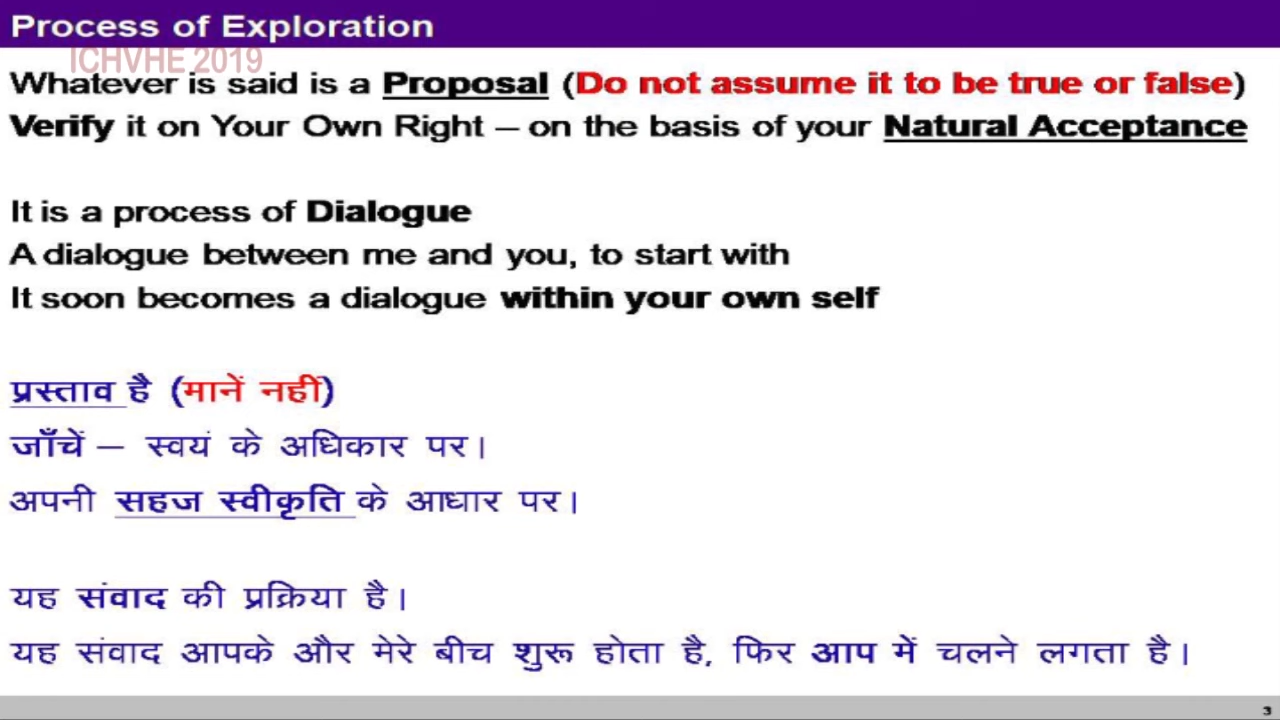 Process of Exploration
ICHVHE 2019
Whatever is said is a Proposal (Do not assume it to be true or false)
Verify it on Your Own Right – on the basis of your Natural Acceptance
It is a process of Dialogue
A dialogue between me and you, to start with
It soon becomes a dialogue within your own self
प्रस्ताव है (मानें नहीं)
जाँचें – स्वयं के अधिकार पर।
अपनी सहज स्वीकृति के आधार पर।
यह संवाद की प्रक्रिया है।
यह संवाद आपके और मेरे बीच शुरू होता है, फिर आप में चलने लगता है।
3